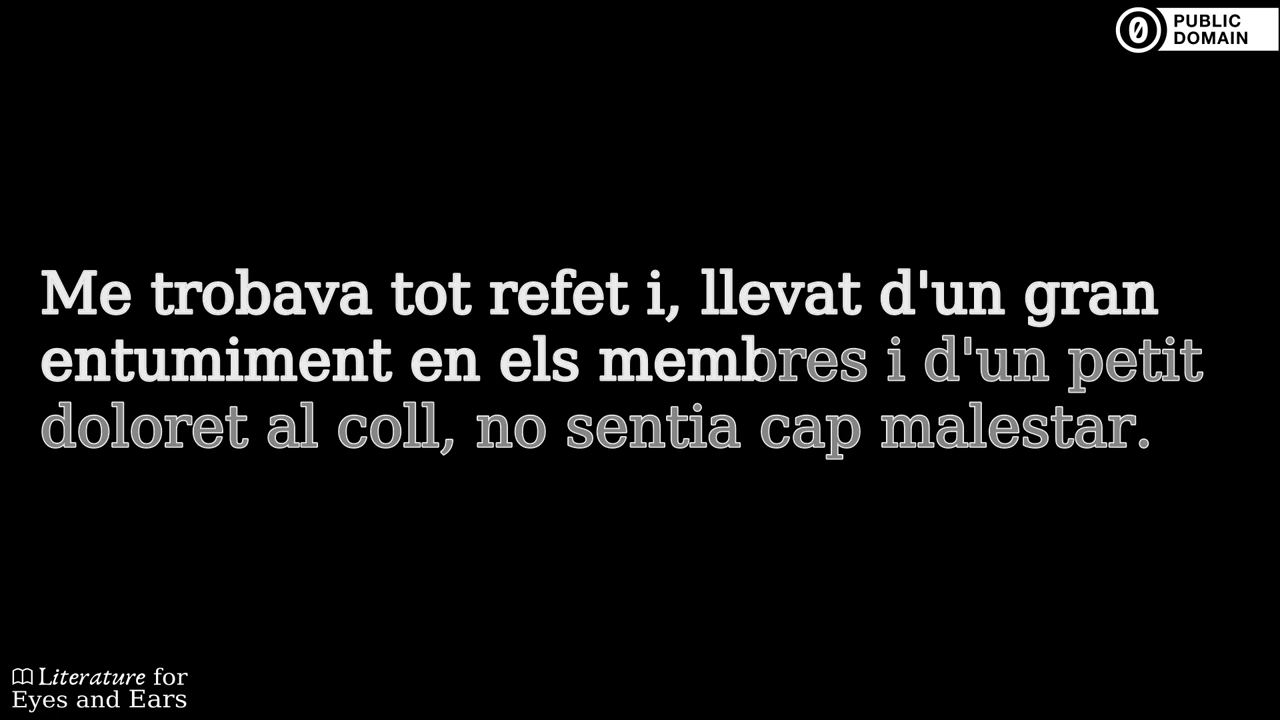 PUBLIC
DOMAIN
Me trobava tot refet i, llevat d'un gran
entumiment en els membres i d'un petit
doloret al coll, no sentia cap malestar.
Literature for
Eyes and Ears